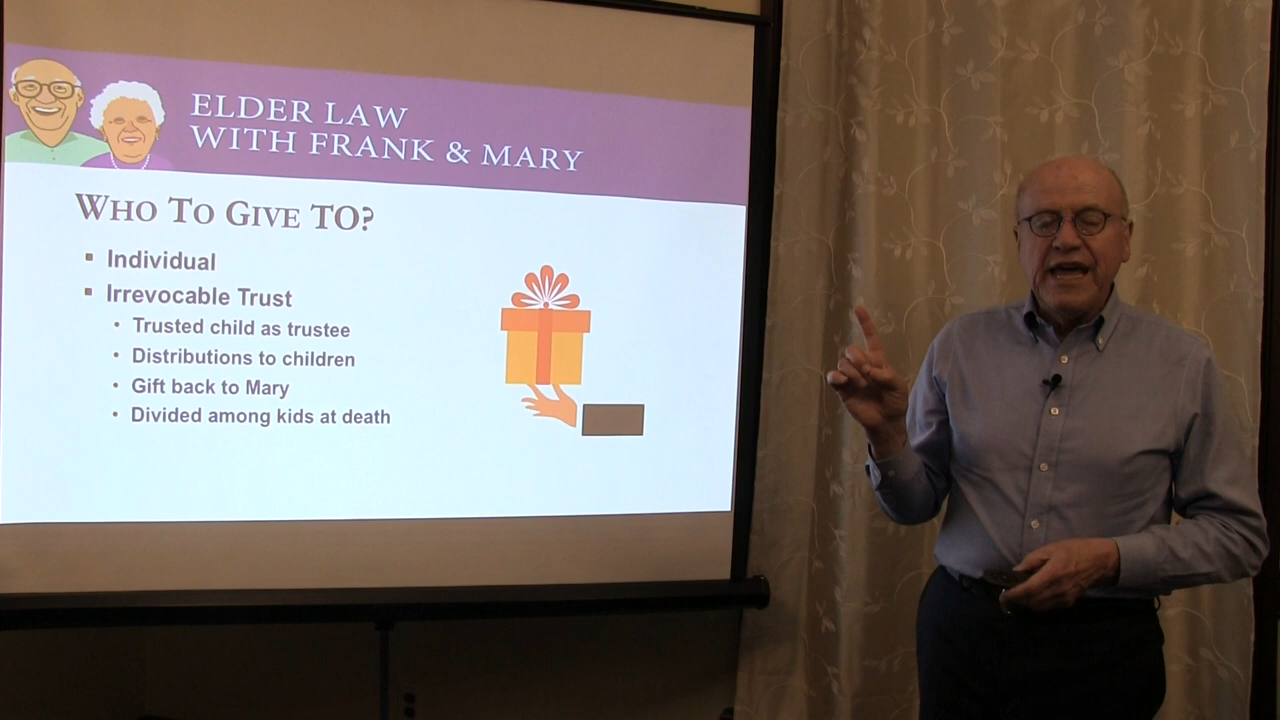 ELDER LAW
WITH FRANK & MARY
WHO TO GIVE TO?
Individual
Irrevocable Trust
Trusted child as trustee
Distributions to children
Gift back to Mary
Divided among kids at death